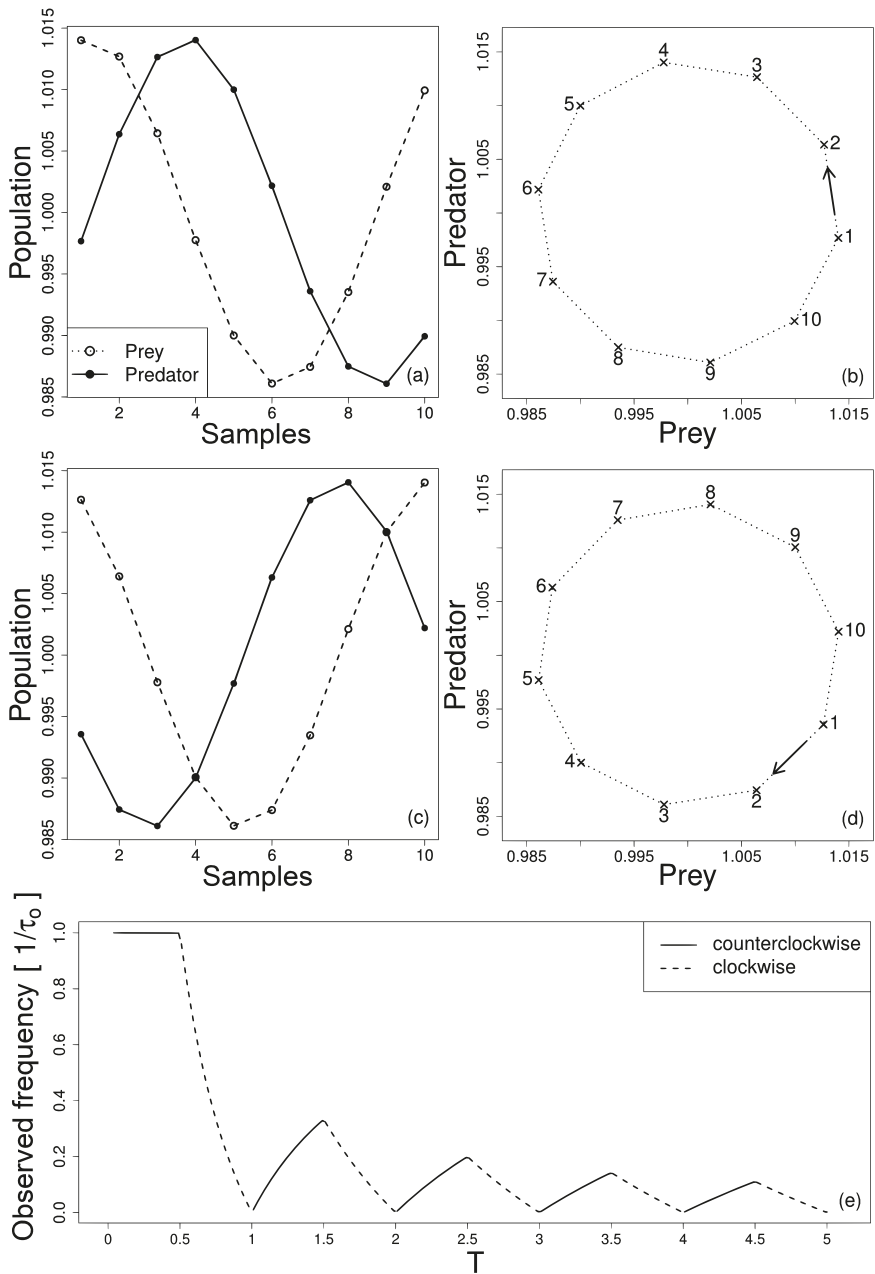 1.015
1.010
1.005
1.000
0.995
0.990
0.985
Population
Prey
Predator
(a)
2 4 6 8 10
Samples
1.015
1.005
0.995
0.985
Predator
1
2
3
4
5
6
7
8
9
10
(b)
0.985 0.995 1.005 1.015
Prey
1.015
1.010
1.005
1.000
0.995
0.990
0.985
Population
(c)
2 4 6 8 10
Samples
1.015
1.005
0.995
0.985
Predator
1
2
3
4
5
6
7
8
9
10
(d)
0.985 0.995 1.005 1.015
Prey
Observed frequency [ 1/τo ]
1.0
0.8
0.6
0.4
0.2
0.0
counterclockwise
clockwise
(e)
0 0.5 1 1.5 2 2.5 3 3.5 4 4.5 5
T